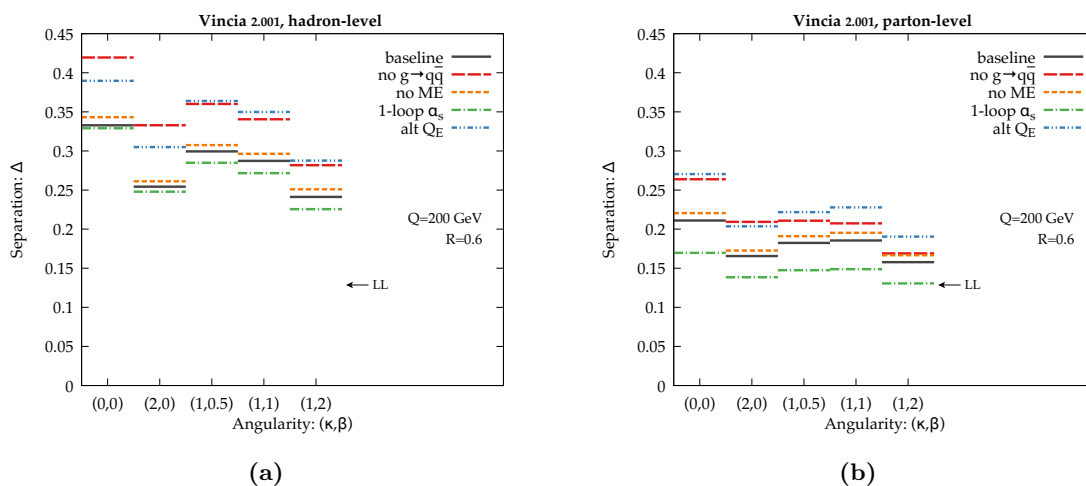 Vincia 2.001, hadron-level
0.45
0.4
0.35
0.3
0.25
0.2
0.15
0.1
0.05
0
Separation: Δ
baseline
no g→qq̅
no ME
1-loop αs
alt QE
Q=200 GeV
R=0.6
LL
(0,0) (2,0) (1,0.5) (1,1) (1,2)
Angularity: (κ,β)
(a)
Vincia 2.001, parton-level
0.45
0.4
0.35
0.3
0.25
0.2
0.15
0.1
0.05
0
Separation: Δ
baseline
no g→qq̅
no ME
1-loop αs
alt QE
Q=200 GeV
R=0.6
LL
(0,0) (2,0) (1,0.5) (1,1) (1,2)
Angularity: (κ,β)
(b)